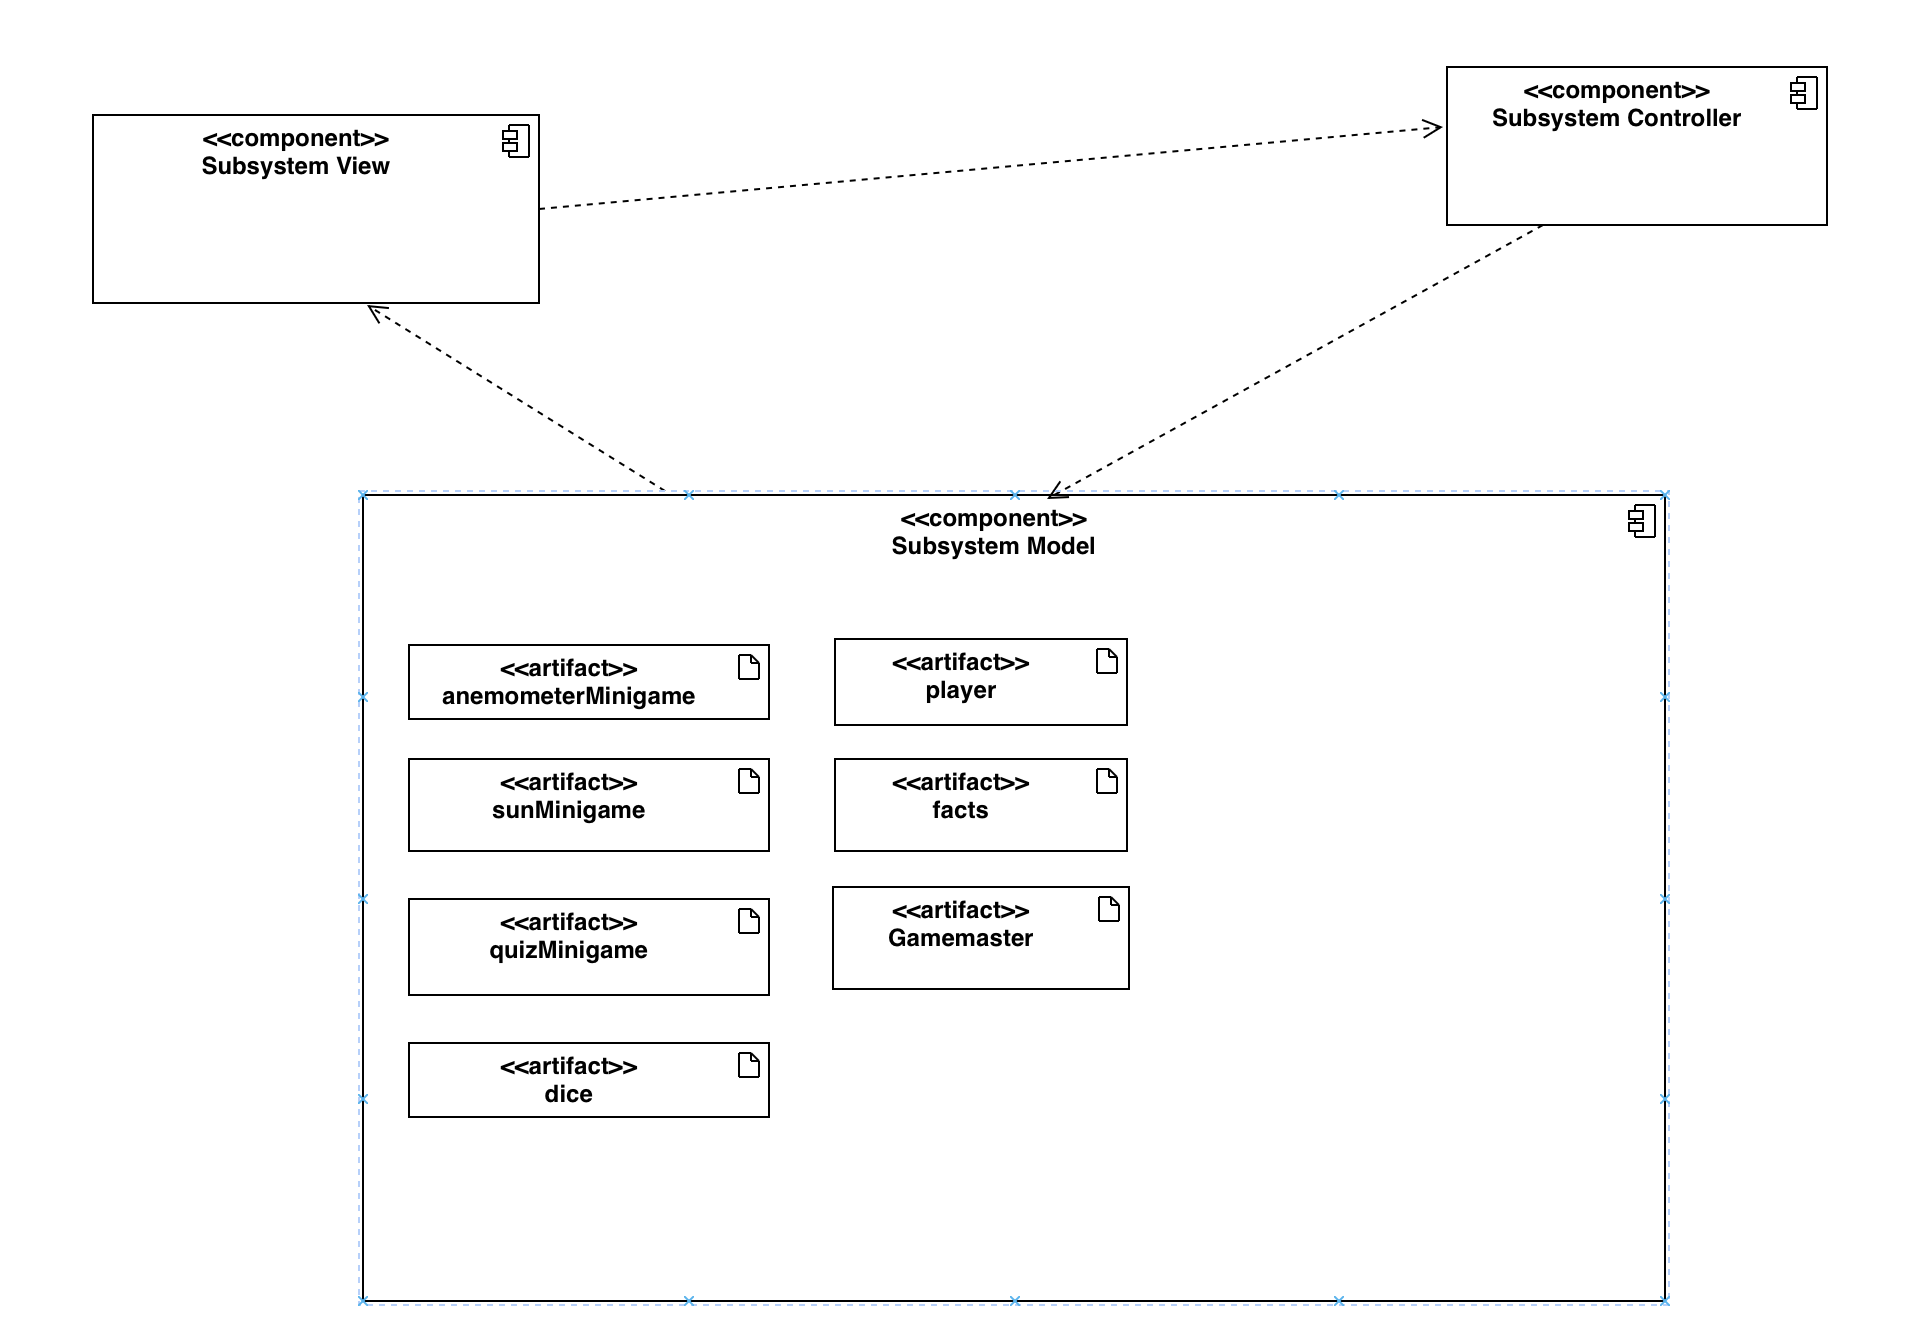 <<component>>
Subsystem View
<<component>>
Subsystem Controller
<<component>>
Subsystem Model
<<artifact>>
anemometerMinigame
<<artifact>>
player
<<artifact>>
sunMinigame
<<artifact>>
facts
<<artifact>>
quizMinigame
<<artifact>>
Gamemaster
<<artifact>>
dice